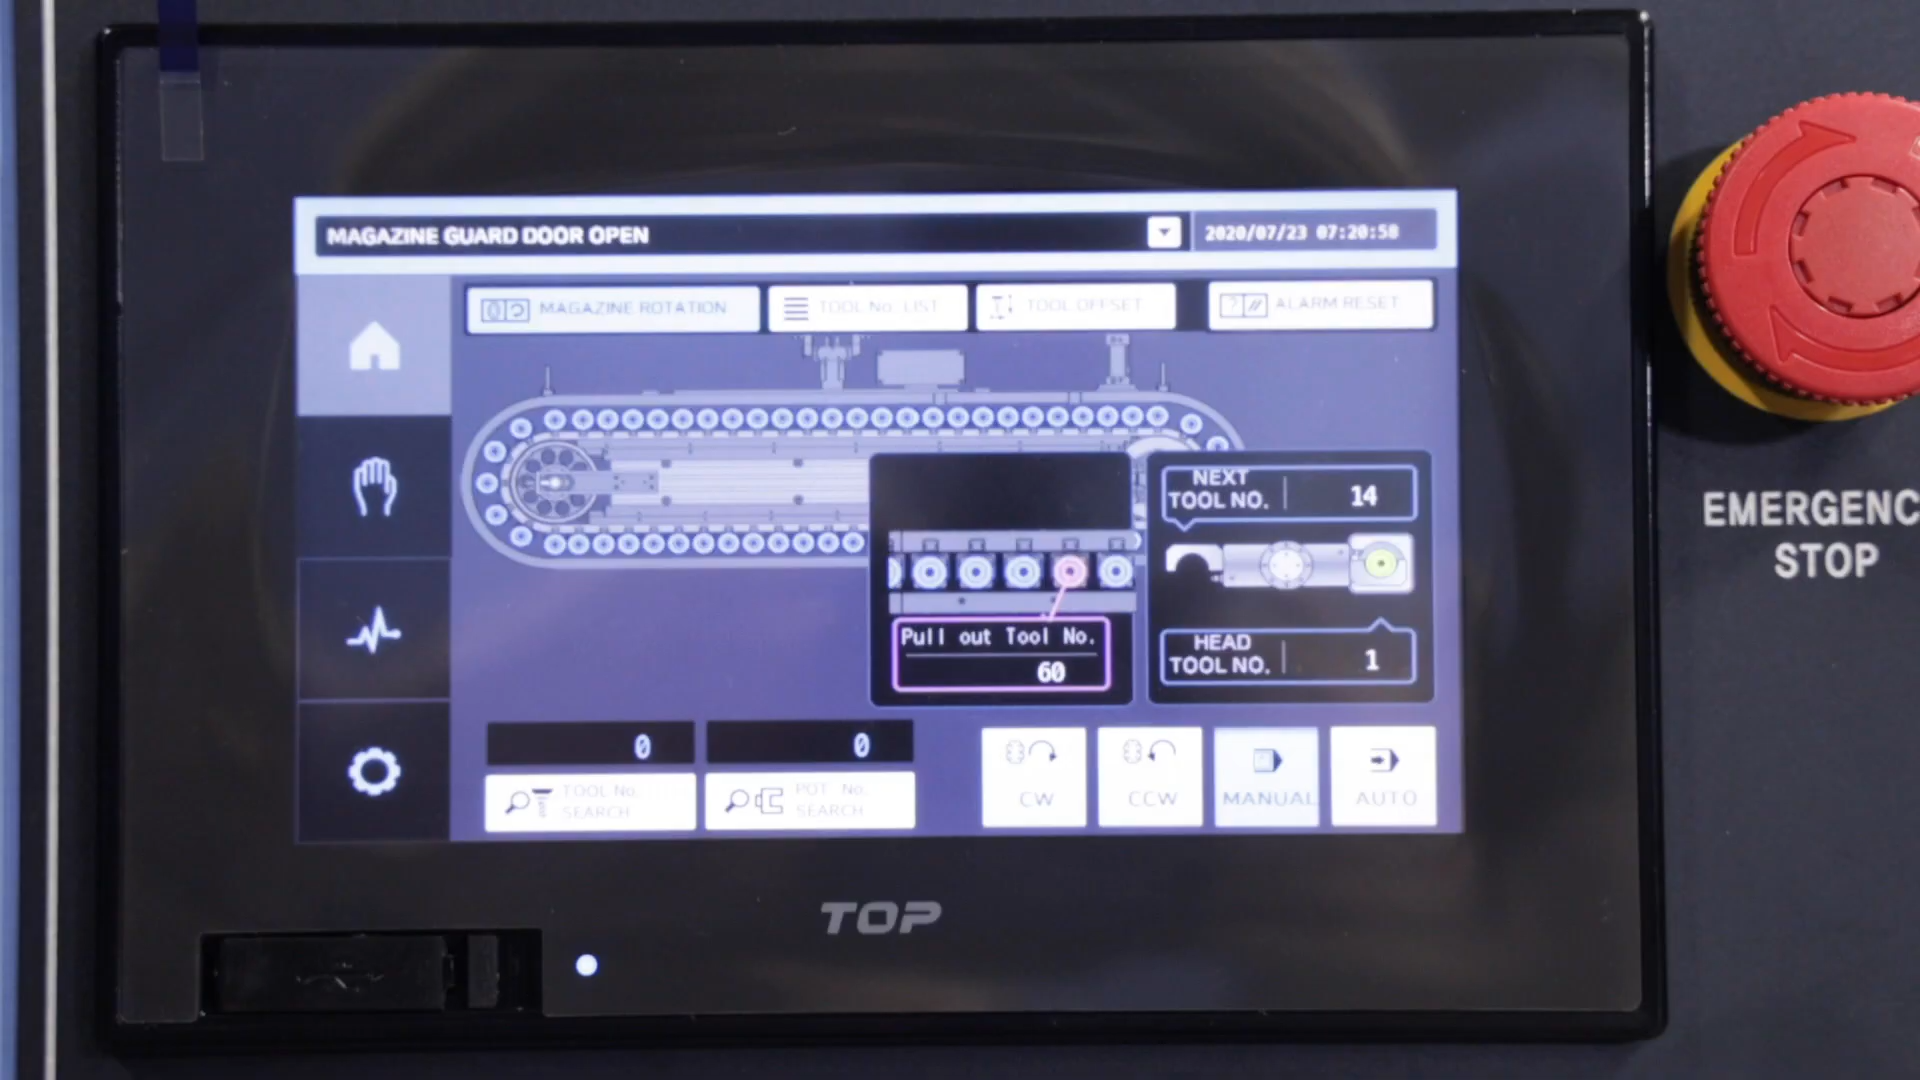 MAGAZINE GUARD DOOR OPEN
2020/07/23 07:20:58
MAGAZINE ROTATION
TOOL No. LIST
TOOL OFFSET
ALARM RESET
NEXT
TOOL NO.
14
Pull out Tool No.
60
HEAD
TOOL NO.
1
0
0
TOOL No.
SEARCH
POT No.
SEARCH
CW
CCW
MANUAL
AUTO
TOP
EMERGENC
STOP